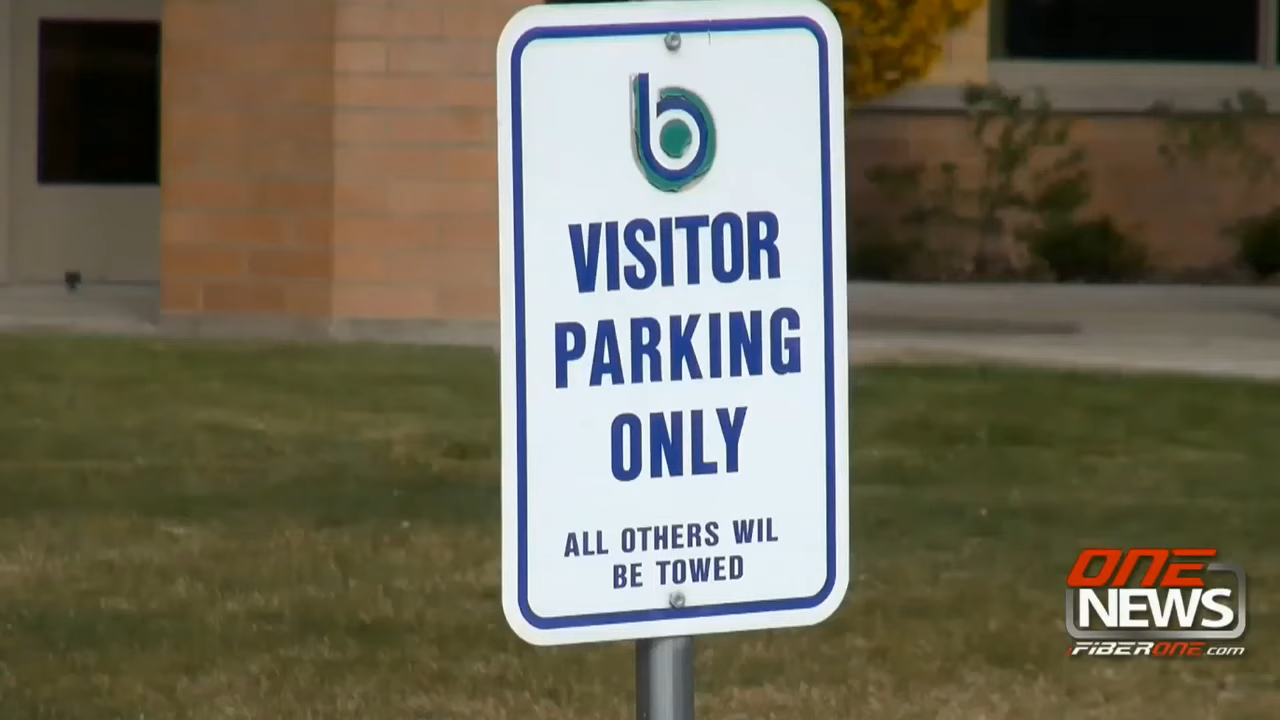 b
VISITOR
PARKING
ONLY
ALL OTHERS WIL
BE TOWED
ONE
NEWS
FIBERONE.com